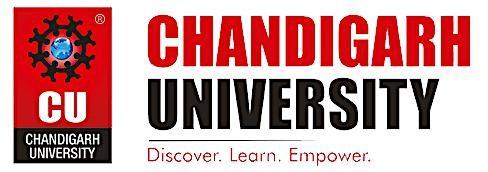 ®
CU
CHANDIGARH
UNIVERSITY
CHANDIGARH
UNIVERSITY
Discover. Learn. Empower.